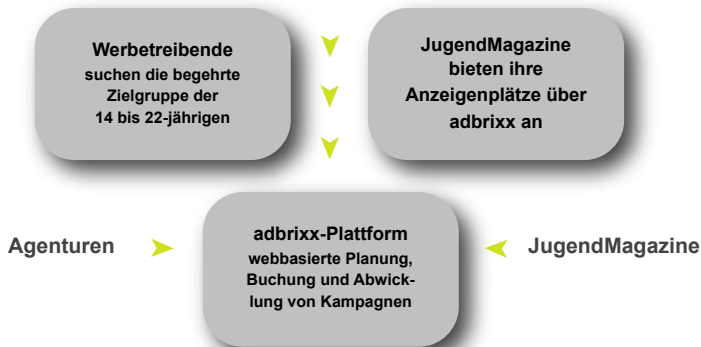 Werbetreibende
suchen die begehrte
Zielgruppe der
14 bis 22-jährigen
JugendMagazine
bieten ihre
Anzeigenplätze über
adbrixx an
Agenturen
adbrixx-Plattform
webbasierte Planung,
Buchung und Abwick-
lung von Kampagnen
JugendMagazine